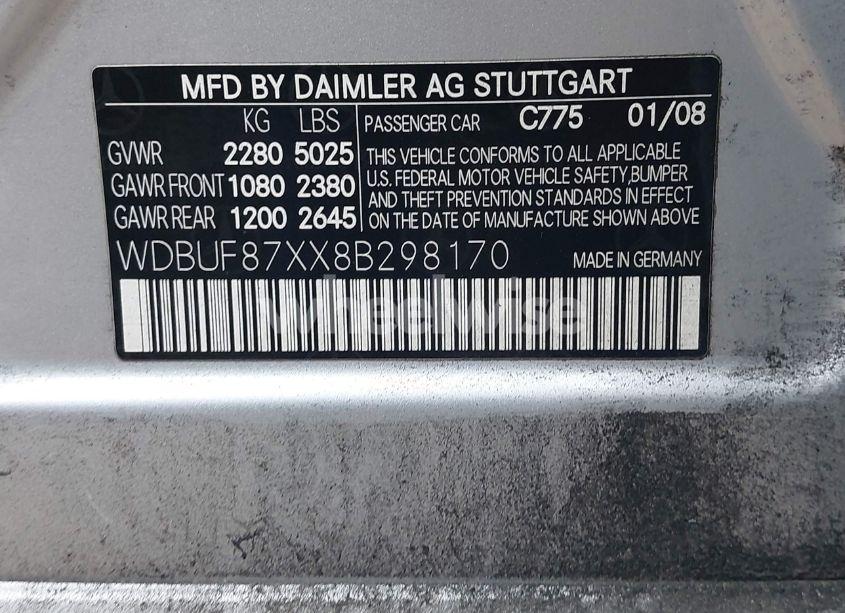 MFD BY DAIMLER AG STUTTGART
KG LBS
GVWR 2280 5025
GAWR FRONT 1080 2380
GAWR REAR 1200 2645
PASSENGER CAR C775 01/08
THIS VEHICLE CONFORMS TO ALL APPLICABLE
U.S. FEDERAL MOTOR VEHICLE SAFETY, BUMPER
AND THEFT PREVENTION STANDARDS IN EFFECT
ON THE DATE OF MANUFACTURE SHOWN ABOVE
WDBUF87XX8B298170 MADE IN GERMANY
wheelwise